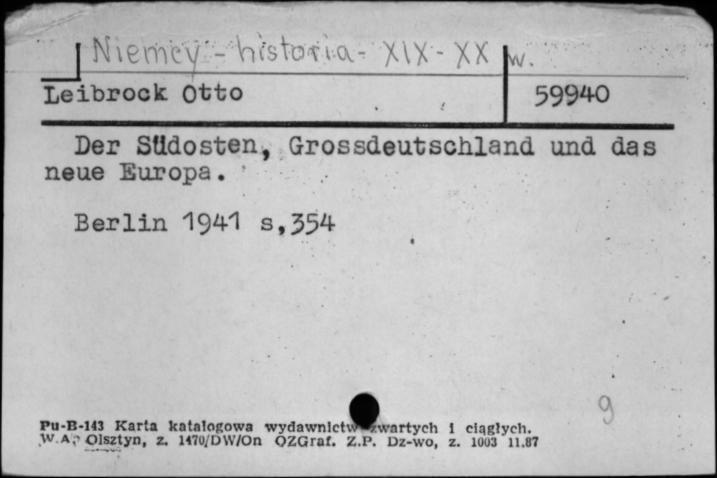 Niemcy - historia - XIX - XX w.
Leibrock Otto 59940
Der Südosten, Grossdeutschland und das
neue Europa.
Berlin 1941 s,354
9
Pu-B-143 Karta katalogowa wydawnictw zwartych i ciągłych.
W.A. Olsztyn, z. 1470/DW/On OZGraf. Z.P. Dz-wo, z. 1003 11.87